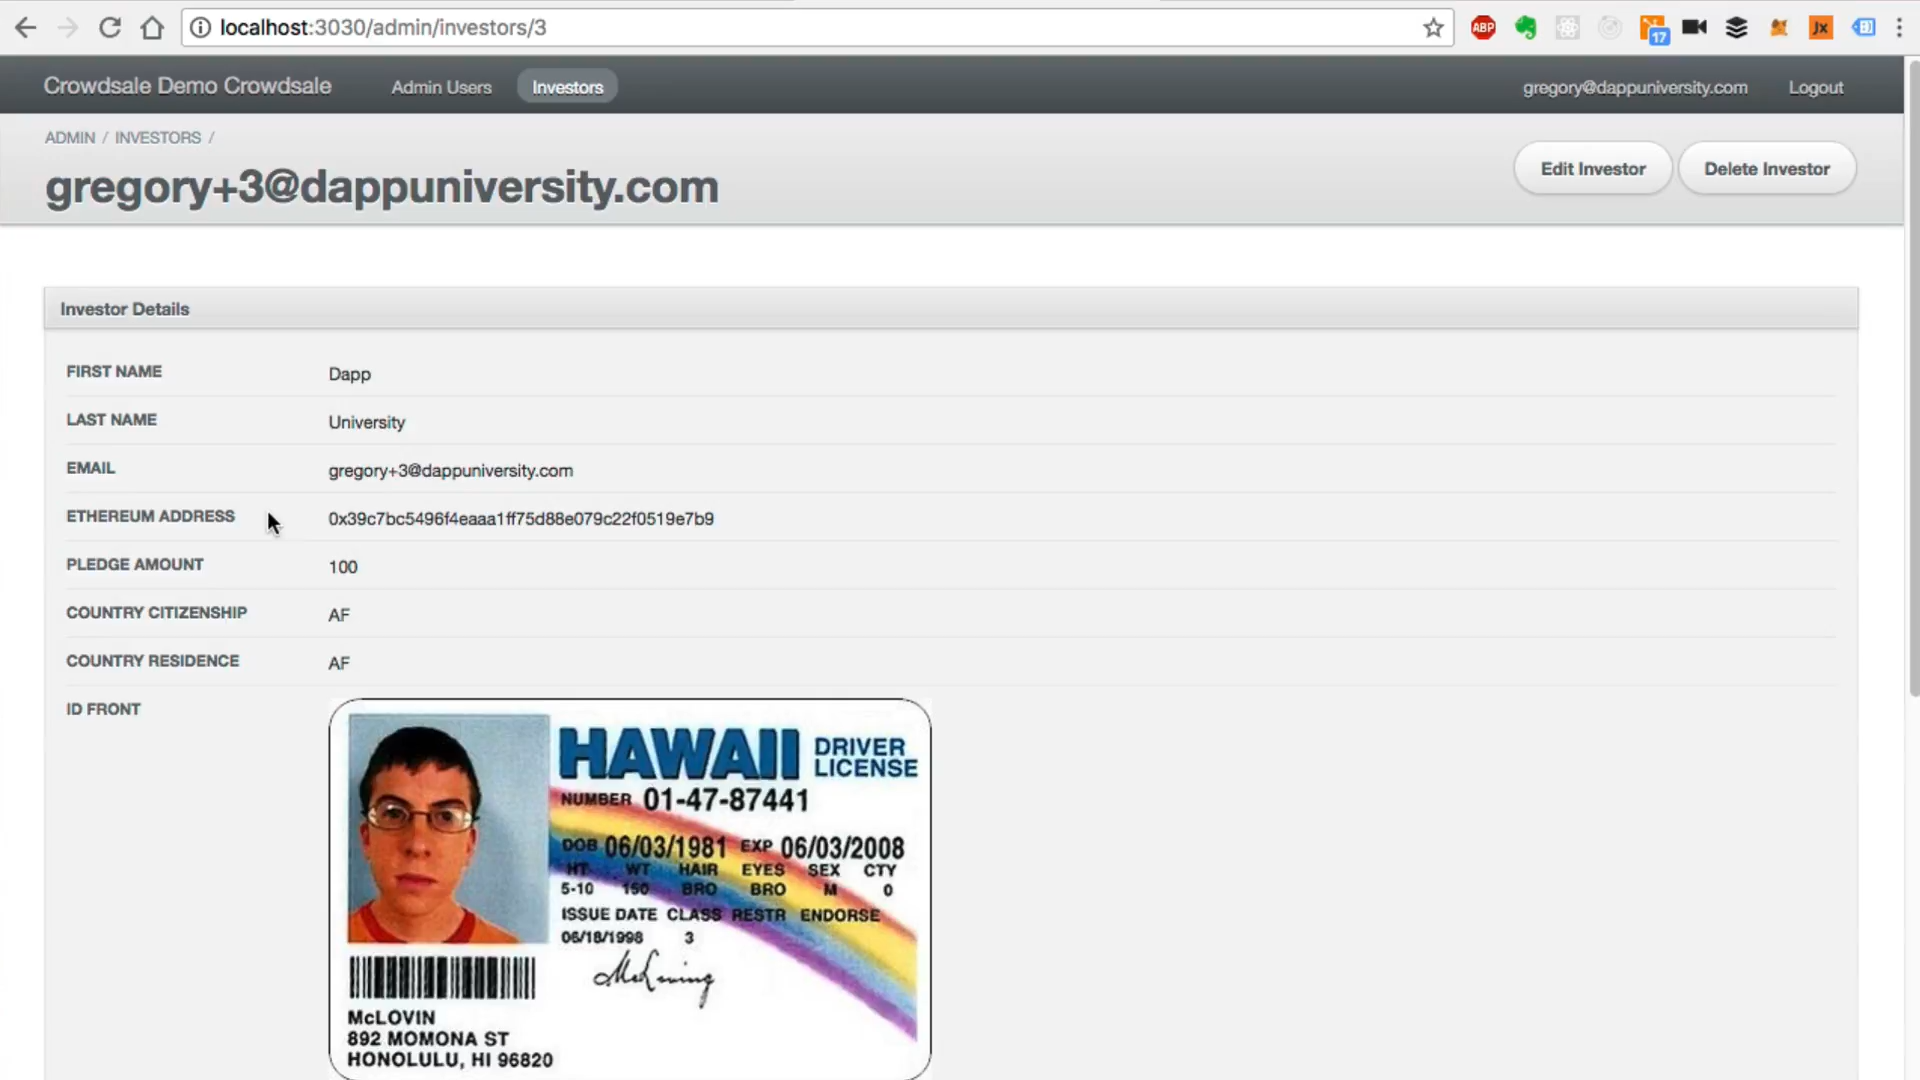 localhost:3030/admin/investors/3
ABP
17
Jx
Crowdsale Demo Crowdsale
Admin Users
Investors
gregory@dappuniversity.com
Logout
ADMIN / INVESTORS /
gregory+3@dappuniversity.com
Edit Investor
Delete Investor
Investor Details
FIRST NAME Dapp
LAST NAME University
EMAIL gregory+3@dappuniversity.com
ETHEREUM ADDRESS 0x39c7bc5496f4eaaa1ff75d88e079c22f0519e7b9
PLEDGE AMOUNT 100
COUNTRY CITIZENSHIP AF
COUNTRY RESIDENCE AF
ID FRONT
HAWAII DRIVER LICENSE
NUMBER 01-47-87441
DOB 06/03/1981 EXP 06/03/2008
HT WT HAIR EYES SEX CTY
5-10 150 BRO BRO M 0
ISSUE DATE CLASS RESTR ENDORSE
06/18/1998 3
McLOVIN
892 MOMONA ST
HONOLULU, HI 96820